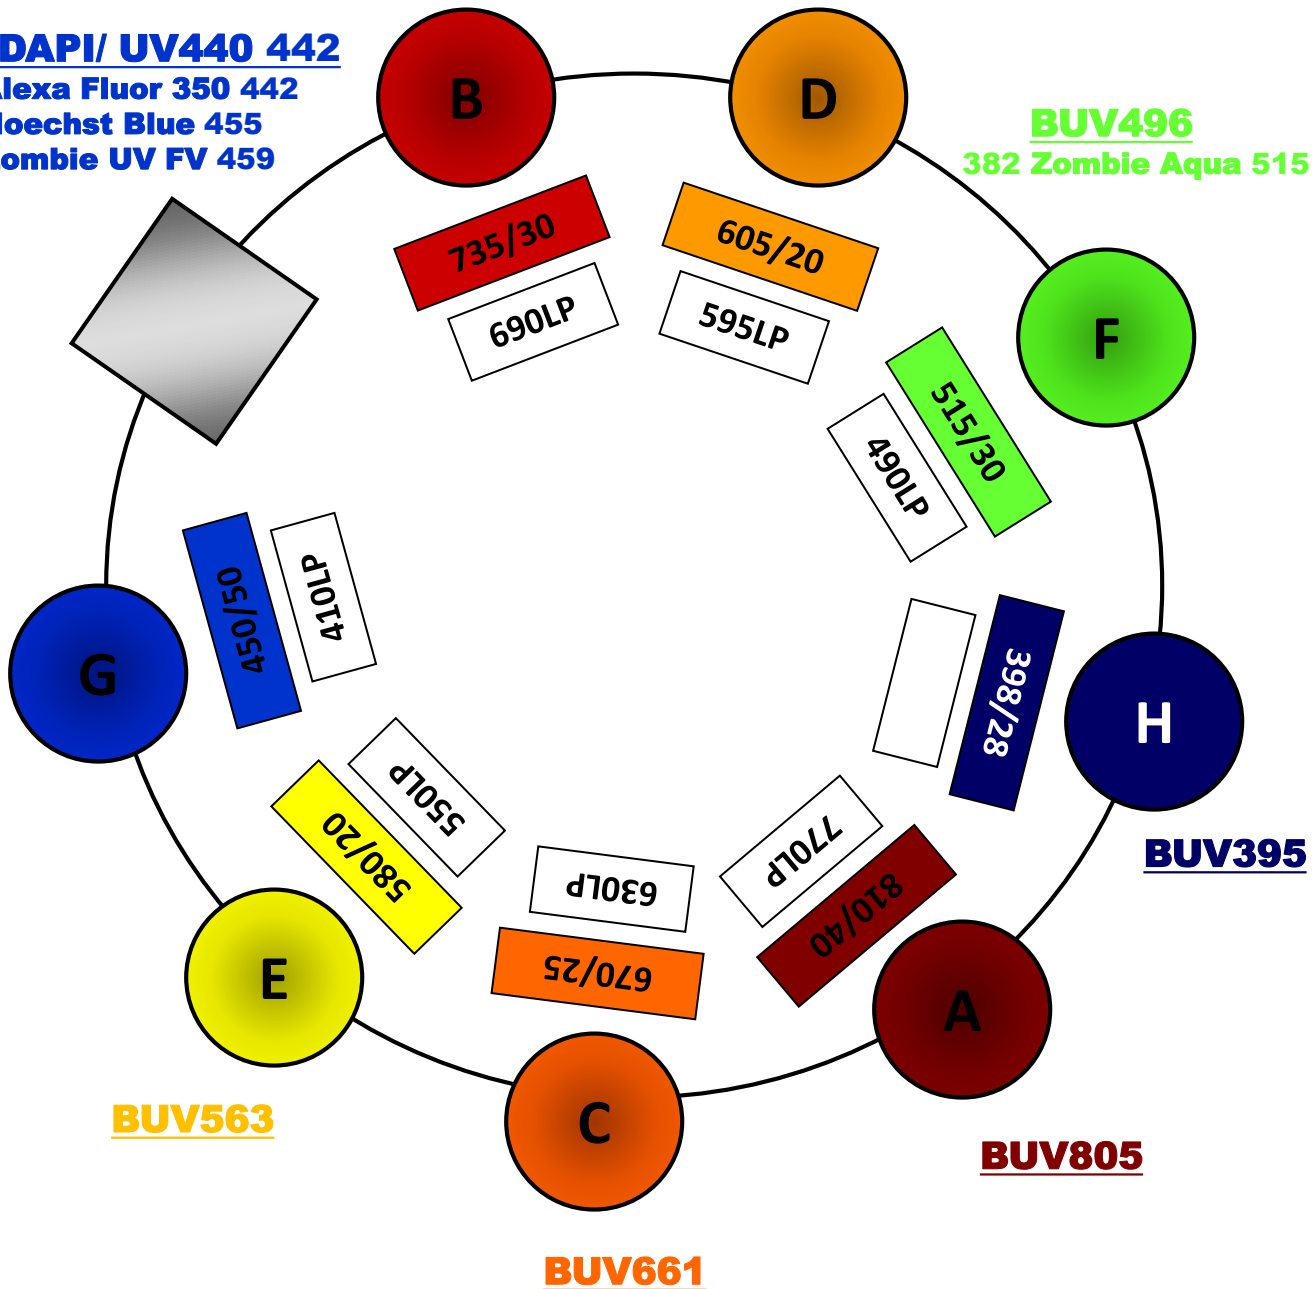 DAPI/ UV440 442
lexa Fluor 350 442
oechst Blue 455
ombie UV FV 459
B
D
BUV496
382 Zombie Aqua 515
735/30
690LP
605/20
595LP
F
515/30
490LP
G
450/50
410LP
398/28
H
BUV395
E
580/20
550LP
630LP
670/25
770LP
810/40
A
C
BUV563
BUV805
BUV661